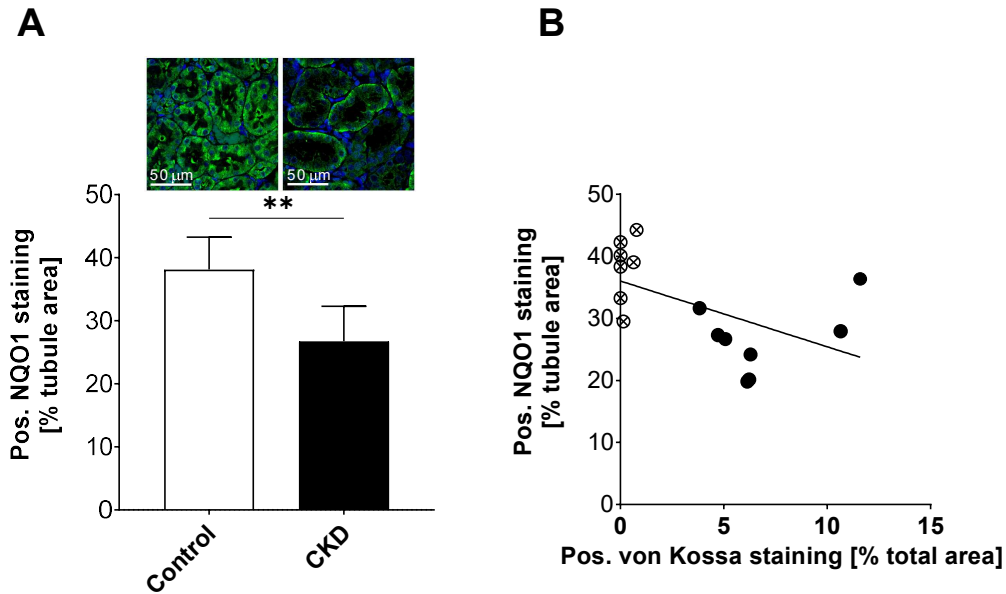 A
B
50 μm
50 μm
**
50
40
30
20
10
0
Pos. NQO1 staining
[% tubule area]
Control
CKD
50
40
30
20
10
0
Pos. NQO1 staining
[% tubule area]
0
5
10
15
Pos. von Kossa staining [% total area]